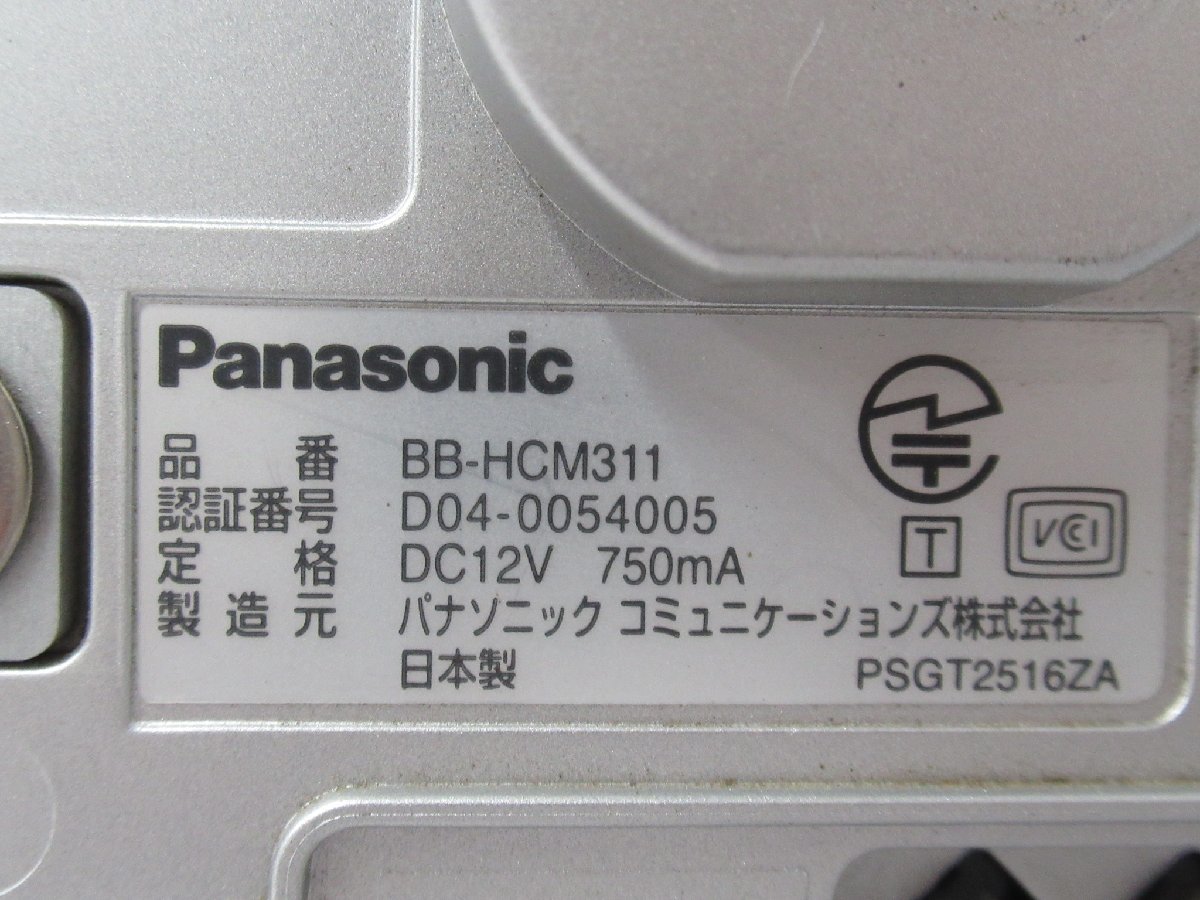 Panasonic
品番 BB-HCM311
認証番号 D04-0054005
定格 DC12V 750mA
製造元 パナソニック コミュニケーションズ株式会社
日本製 PSGT2516ZA
T
VCCI